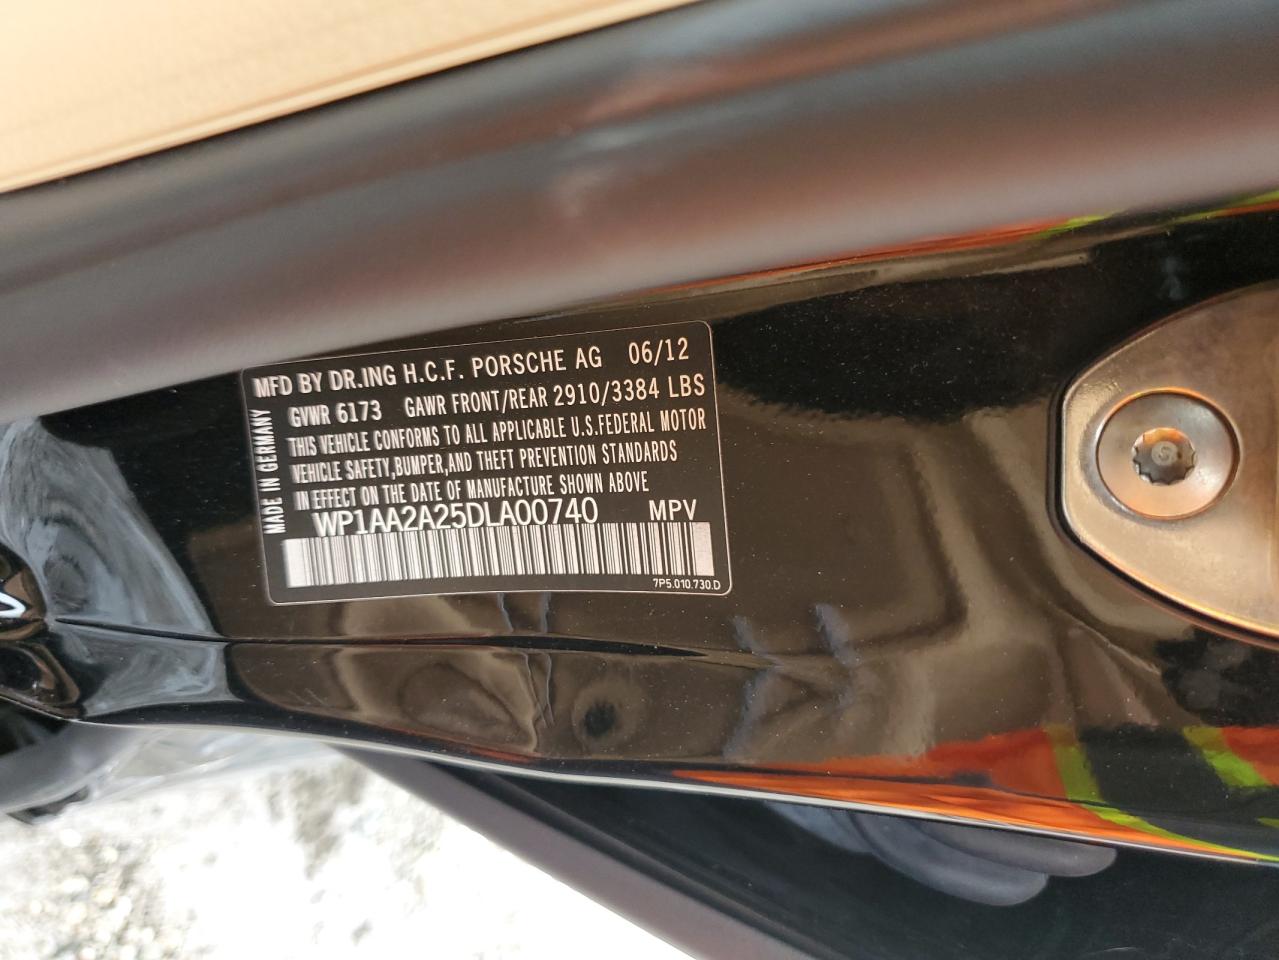 MFD BY DR.ING H.C.F. PORSCHE AG 06/12
GVWR 6173 GAWR FRONT/REAR 2910/3384 LBS
THIS VEHICLE CONFORMS TO ALL APPLICABLE U.S.FEDERAL MOTOR
VEHICLE SAFETY,BUMPER,AND THEFT PREVENTION STANDARDS
IN EFFECT ON THE DATE OF MANUFACTURE SHOWN ABOVE
WP1AA2A25DLA00740 MPV
7P5.010.730.D
MADE IN GERMANY